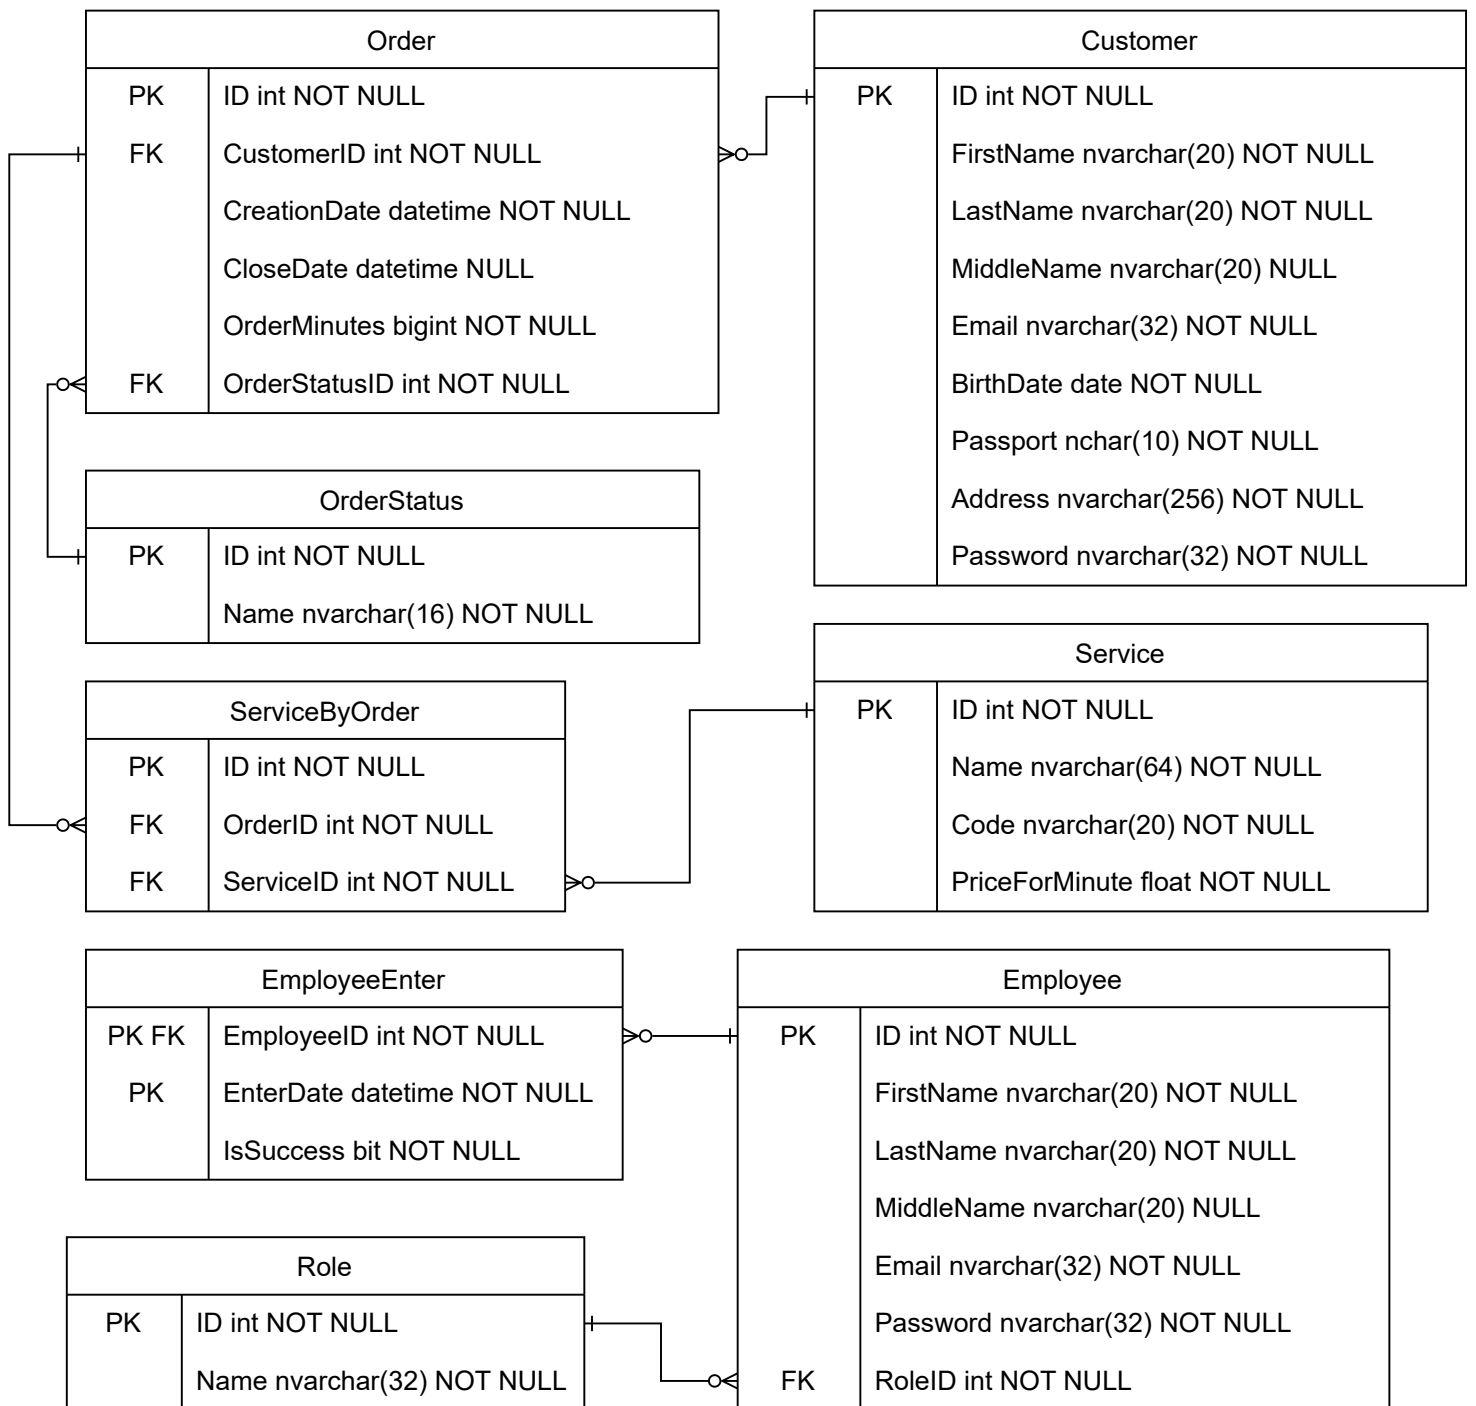 Order
PK ID int NOT NULL
FK CustomerID int NOT NULL
CreationDate datetime NOT NULL
CloseDate datetime NULL
OrderMinutes bigint NOT NULL
FK OrderStatusID int NOT NULL
Customer
PK ID int NOT NULL
FirstName nvarchar(20) NOT NULL
LastName nvarchar(20) NOT NULL
MiddleName nvarchar(20) NULL
Email nvarchar(32) NOT NULL
BirthDate date NOT NULL
Passport nchar(10) NOT NULL
Address nvarchar(256) NOT NULL
Password nvarchar(32) NOT NULL
OrderStatus
PK ID int NOT NULL
Name nvarchar(16) NOT NULL
Service
PK ID int NOT NULL
Name nvarchar(64) NOT NULL
Code nvarchar(20) NOT NULL
PriceForMinute float NOT NULL
ServiceByOrder
PK ID int NOT NULL
FK OrderID int NOT NULL
FK ServiceID int NOT NULL
EmployeeEnter
PK FK EmployeeID int NOT NULL
PK EnterDate datetime NOT NULL
IsSuccess bit NOT NULL
Employee
PK ID int NOT NULL
FirstName nvarchar(20) NOT NULL
LastName nvarchar(20) NOT NULL
MiddleName nvarchar(20) NULL
Email nvarchar(32) NOT NULL
Password nvarchar(32) NOT NULL
FK RoleID int NOT NULL
Role
PK ID int NOT NULL
Name nvarchar(32) NOT NULL